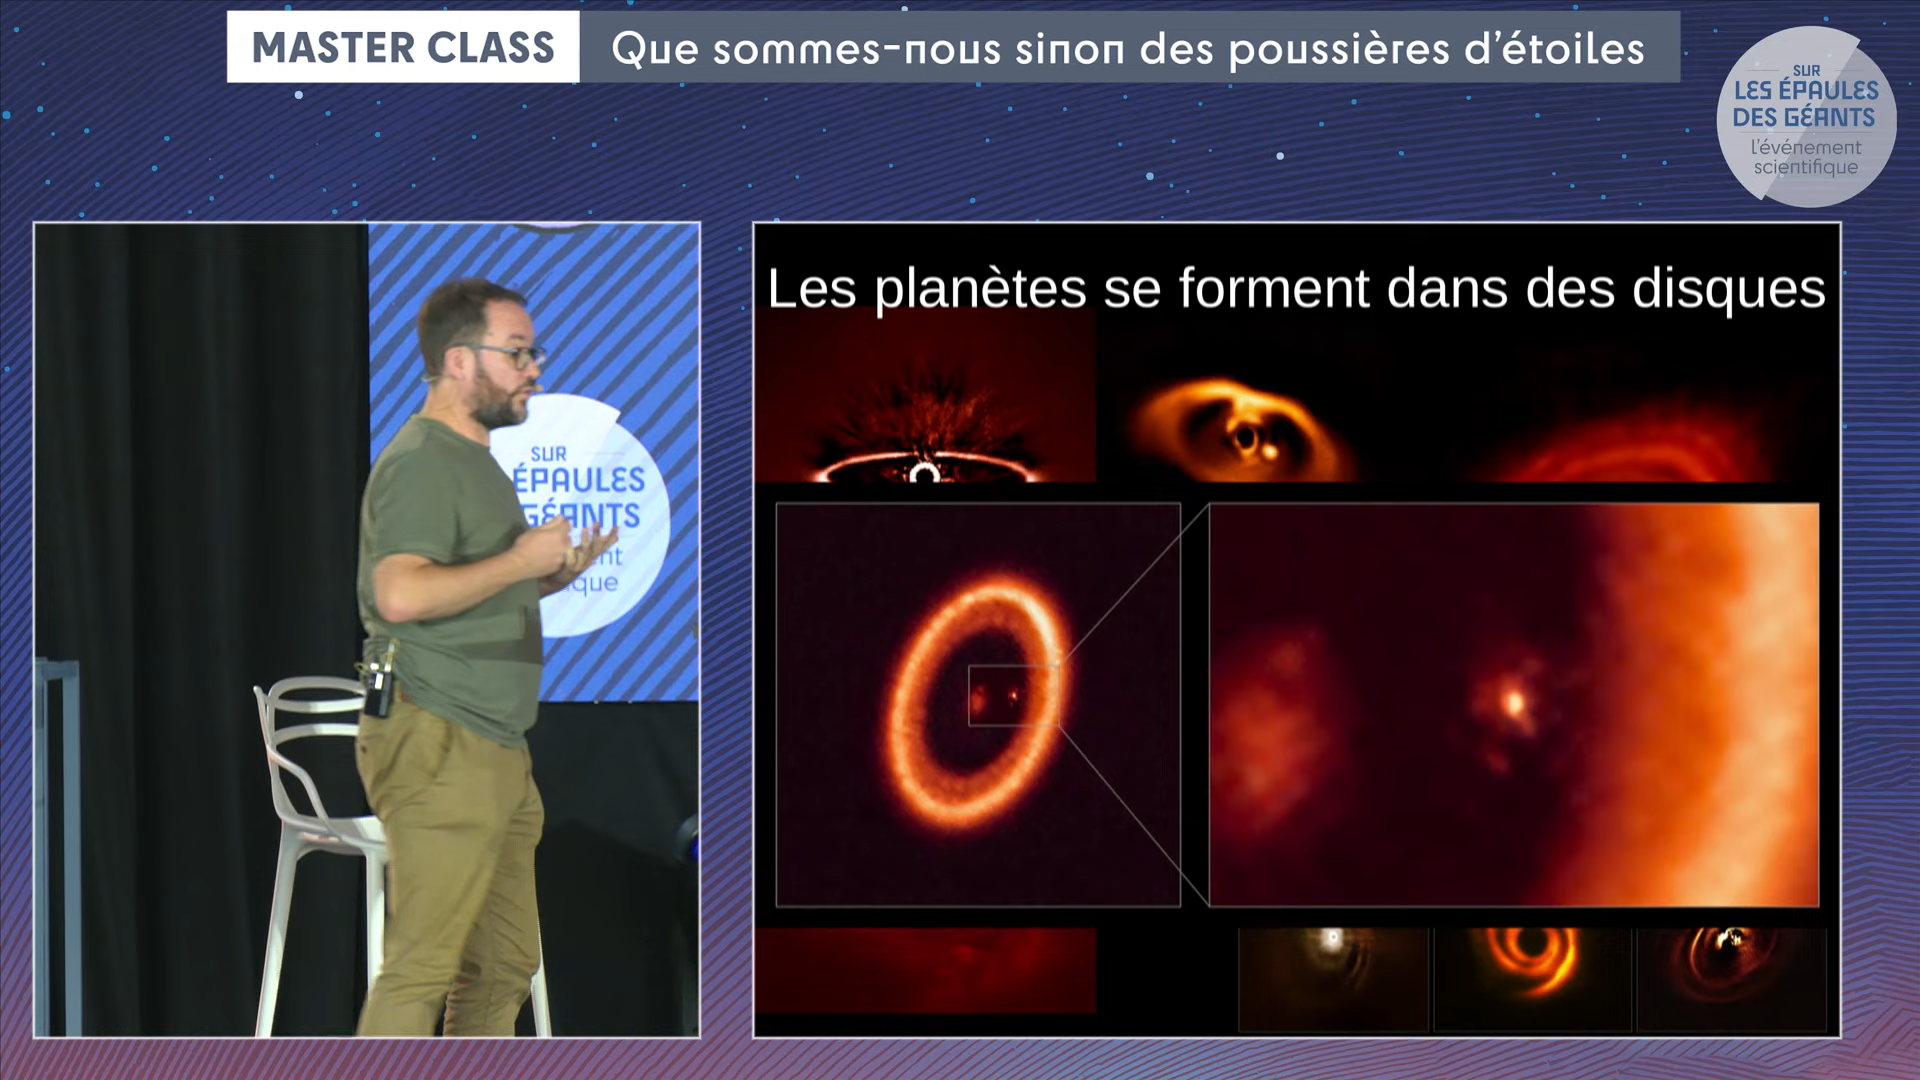 MASTER CLASS
Que sommes-nous sinon des poussières d'étoiles
SUR
LES ÉPAULES
DES GÉANTS
l'événement
scientifique
SUR
ÉPAULES
GÉANTS
Les planètes se forment dans des disques